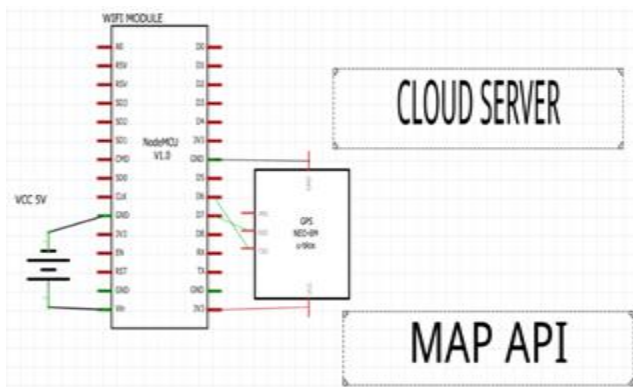 WIFI MODULE
A0
D0
RSV
D1
RSV
D2
SD3
D3
SD2
D4
SD1
3V3
CMD
GND
SD0
D5
CLK
D6
GND
D7
3V3
D8
EN
RX
RST
TX
GND
GND
Vin
3V3
NodeMCU
V1.0
VCC 5V
GPS
NEO-6M
u-blox
CLOUD SERVER
MAP API